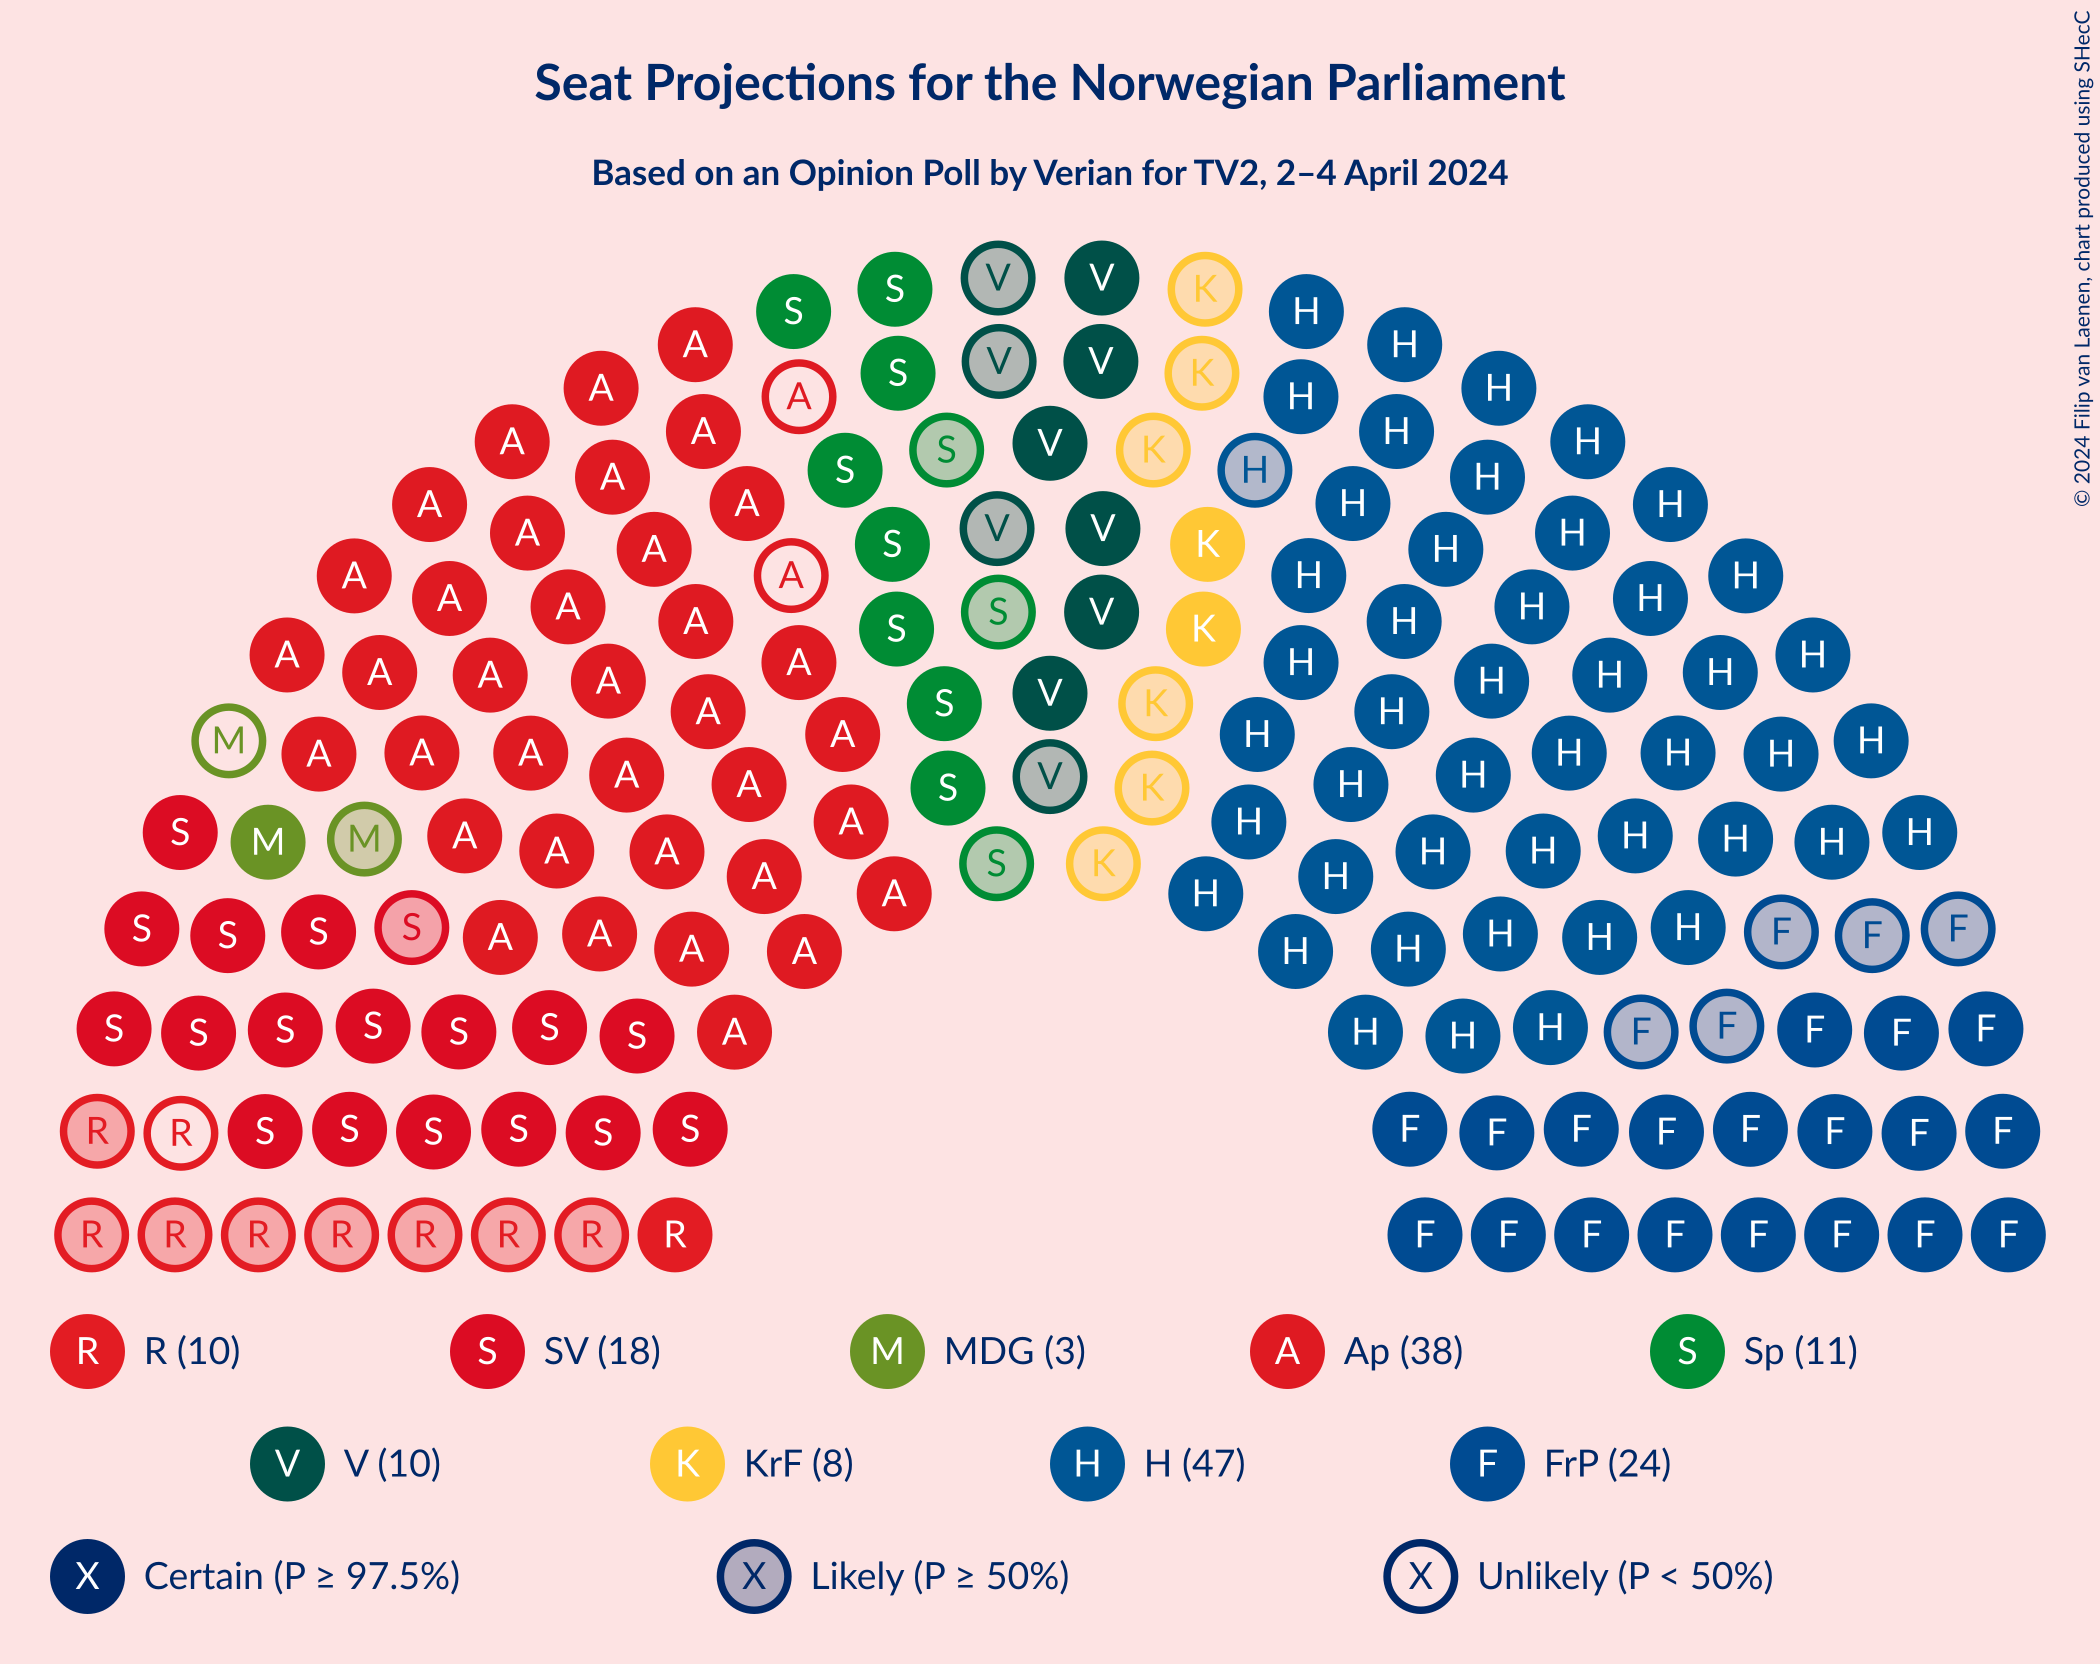 Seat Projections for the Norwegian Parliament
Based on an Opinion Poll by Verian for TV2, 2–4 April 2024
© 2024 Filip van Laenen, chart produced using SHecC
V V
S K
S H
A H
V V
S K
A H
A H
A H
A H
V
S K
S H
A H
A H
A H
A H
V V
S K
A H
A H
A H
A H
S V
S K
A H
A H
A H
A H
V
S K
A H
A H
A H
A H
M A A A A A A S V K H H H H H H H
S M M A A A A A S K H H H H H H H H
S S S S A A A A A H H H H H H F F F
S S S S S S S A H H H F F F F F
R R S S S S S S F F F F F F F F
R R R R R R R R F F F F F F F F
R R (10) S SV (18) M MDG (3) A Ap (38) S Sp (11)
V V (10) K KrF (8) H H (47) F FrP (24)
X Certain (P ≥ 97.5%) X Likely (P ≥ 50%) X Unlikely (P < 50%)